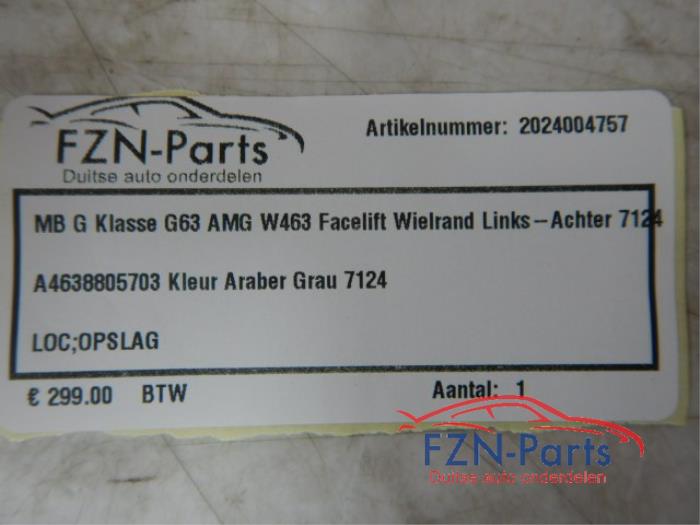 FZN-Parts
Duitse auto onderdelen
Artikelnummer: 2024004757
MB G Klasse G63 AMG W463 Facelift Wielrand Links-Achter 7124
A4638805703 Kleur Araber Grau 7124
LOC;OPSLAG
€ 299.00 BTW Aantal: 1
FZN-Parts
Duitse auto onderdelen